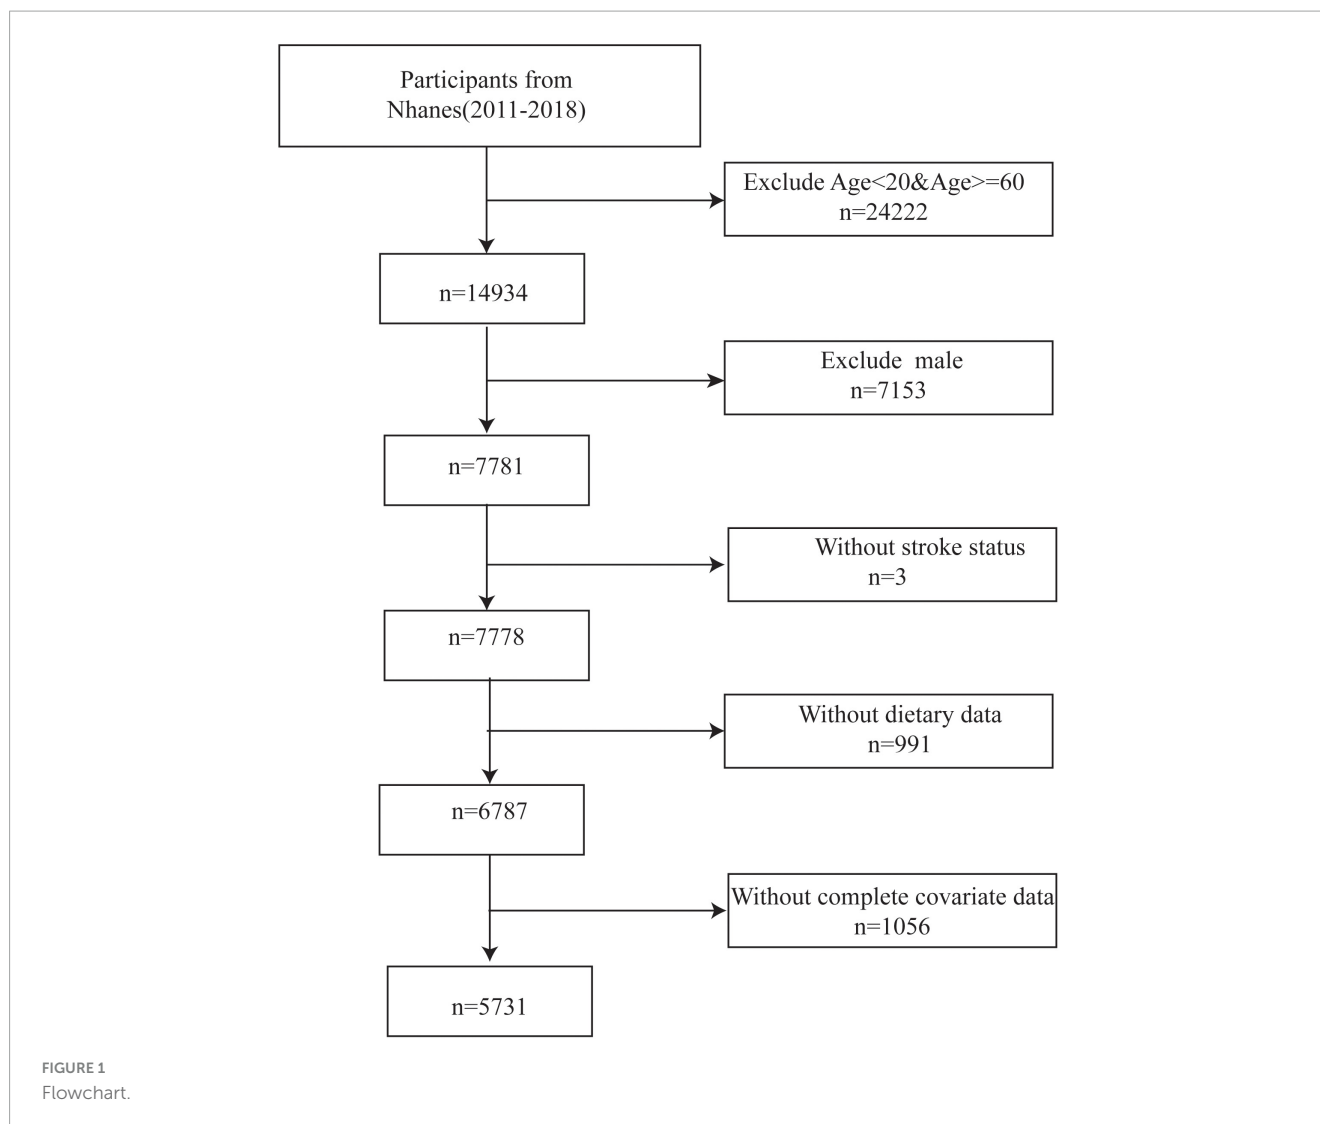 Participants from
Nhanes(2011-2018)
Exclude Age<20&Age>=60
n=24222
n=14934
Exclude male
n=7153
n=7781
Without stroke status
n=3
n=7778
Without dietary data
n=991
n=6787
Without complete covariate data
n=1056
n=5731
FIGURE 1
Flowchart.